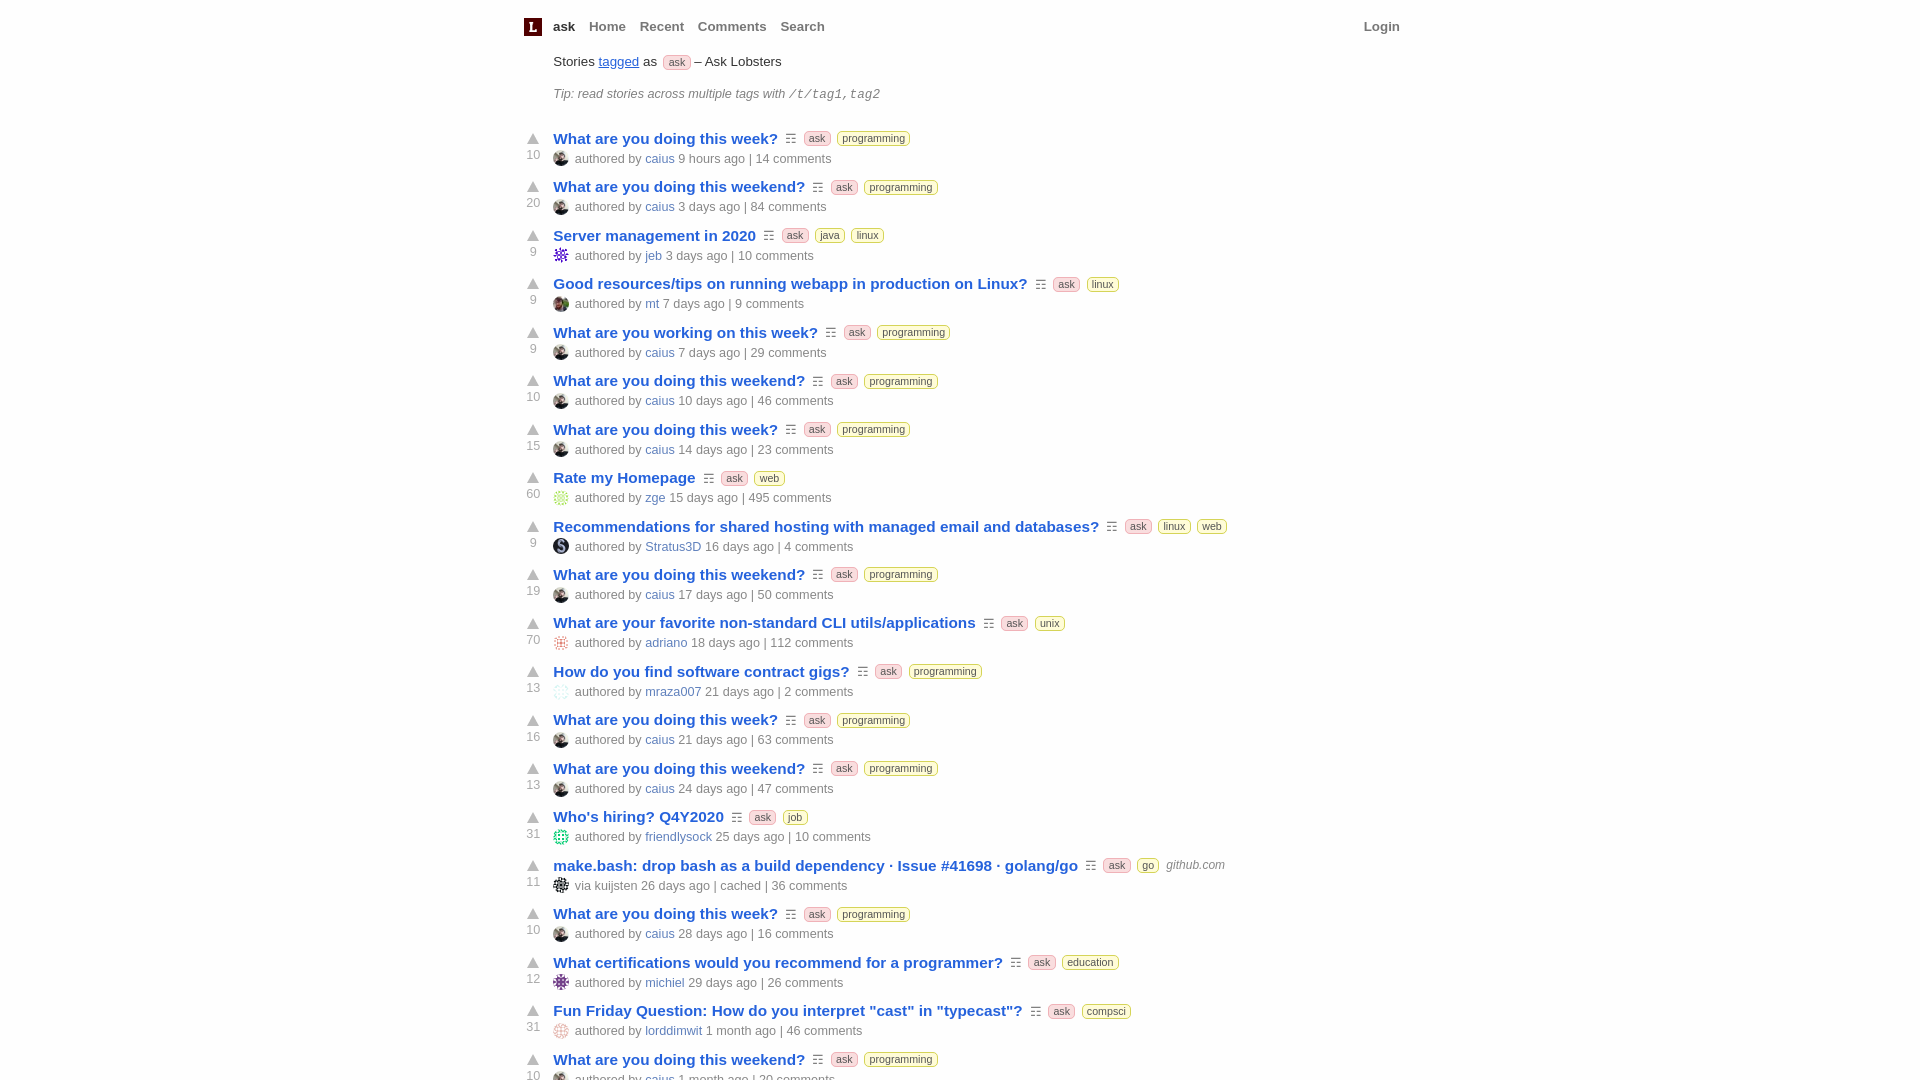 L ask Home Recent Comments Search Login
Stories tagged as ask – Ask Lobsters
Tip: read stories across multiple tags with /t/tag1,tag2
What are you doing this week? ask programming
10 authored by caius 9 hours ago | 14 comments
What are you doing this weekend? ask programming
20 authored by caius 3 days ago | 84 comments
Server management in 2020 ask java linux
9 authored by jeb 3 days ago | 10 comments
Good resources/tips on running webapp in production on Linux? ask linux
9 authored by mt 7 days ago | 9 comments
What are you working on this week? ask programming
9 authored by caius 7 days ago | 29 comments
What are you doing this weekend? ask programming
10 authored by caius 10 days ago | 46 comments
What are you doing this week? ask programming
15 authored by caius 14 days ago | 23 comments
Rate my Homepage ask web
60 authored by zge 15 days ago | 495 comments
Recommendations for shared hosting with managed email and databases? ask linux web
9 authored by Stratus3D 16 days ago | 4 comments
What are you doing this weekend? ask programming
19 authored by caius 17 days ago | 50 comments
What are your favorite non-standard CLI utils/applications ask unix
70 authored by adriano 18 days ago | 112 comments
How do you find software contract gigs? ask programming
13 authored by mraza007 21 days ago | 2 comments
What are you doing this week? ask programming
16 authored by caius 21 days ago | 63 comments
What are you doing this weekend? ask programming
13 authored by caius 24 days ago | 47 comments
Who's hiring? Q4Y2020 ask job
31 authored by friendlysock 25 days ago | 10 comments
make.bash: drop bash as a build dependency · Issue #41698 · golang/go ask go github.com
11 via kuijsten 26 days ago | cached | 36 comments
What are you doing this week? ask programming
10 authored by caius 28 days ago | 16 comments
What certifications would you recommend for a programmer? ask education
12 authored by michiel 29 days ago | 26 comments
Fun Friday Question: How do you interpret "cast" in "typecast"? ask compsci
31 authored by lorddimwit 1 month ago | 46 comments
What are you doing this weekend? ask programming
10 authored by caius 1 month ago | 20 comments